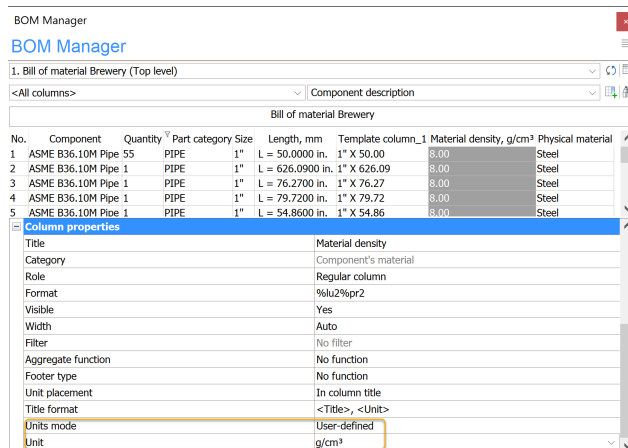 BOM Manager
BOM Manager
1. Bill of material Brewery (Top level)
<All columns> Component description
Bill of material Brewery
No. Component Quantity Part category Size Length, mm Template column_1 Material density, g/cm³ Physical material
1 ASME B36.10M Pipe 55 PIPE 1" L = 50.0000 in. 1" X 50.00 8.00 Steel
2 ASME B36.10M Pipe 1 PIPE 1" L = 626.0900 in. 1" X 626.09 8.00 Steel
3 ASME B36.10M Pipe 1 PIPE 1" L = 76.2700 in. 1" X 76.27 8.00 Steel
4 ASME B36.10M Pipe 1 PIPE 1" L = 79.7200 in. 1" X 79.72 8.00 Steel
5 ASME B36.10M Pipe 1 PIPE 1" L = 54.8600 in. 1" X 54.86 8.00 Steel
Column properties
Title Material density
Category Component's material
Role Regular column
Format %lu2%pr2
Visible Yes
Width Auto
Filter No filter
Aggregate function No function
Footer type No function
Unit placement In column title
Title format <Title>, <Unit>
Units mode User-defined
Unit g/cm³